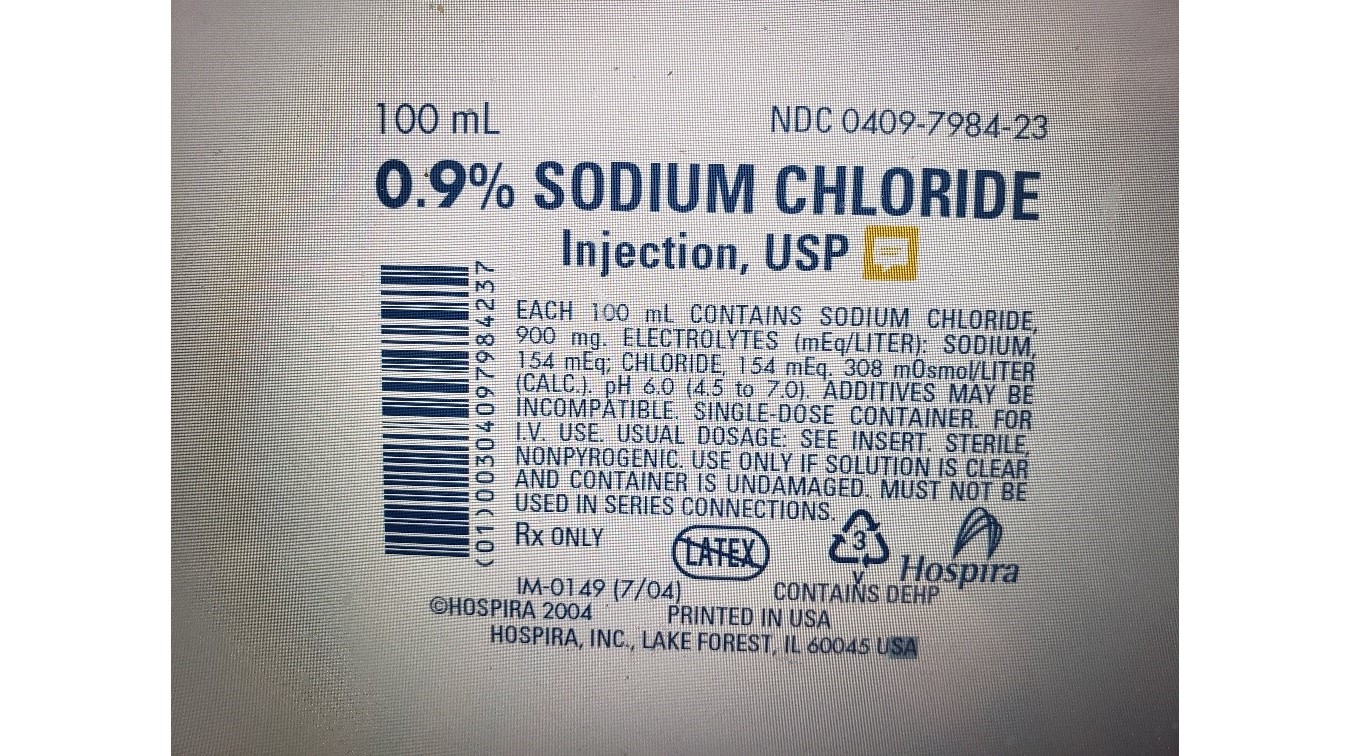 100 mL NDC 0409-7984-23
0.9% SODIUM CHLORIDE
Injection, USP
(01)00304097984237
EACH 100 mL CONTAINS SODIUM CHLORIDE,
900 mg. ELECTROLYTES (mEq/LITER): SODIUM,
154 mEq; CHLORIDE, 154 mEq. 308 mOsmol/LITER
(CALC.). pH 6.0 (4.5 to 7.0). ADDITIVES MAY BE
INCOMPATIBLE. SINGLE-DOSE CONTAINER. FOR
I.V. USE. USUAL DOSAGE: SEE INSERT. STERILE,
NONPYROGENIC. USE ONLY IF SOLUTION IS CLEAR
AND CONTAINER IS UNDAMAGED. MUST NOT BE
USED IN SERIES CONNECTIONS.
Rx ONLY
LATEX
3
V
Hospira
IM-0149 (7/04)
CONTAINS DEHP
©HOSPIRA 2004 PRINTED IN USA
HOSPIRA, INC., LAKE FOREST, IL 60045 USA